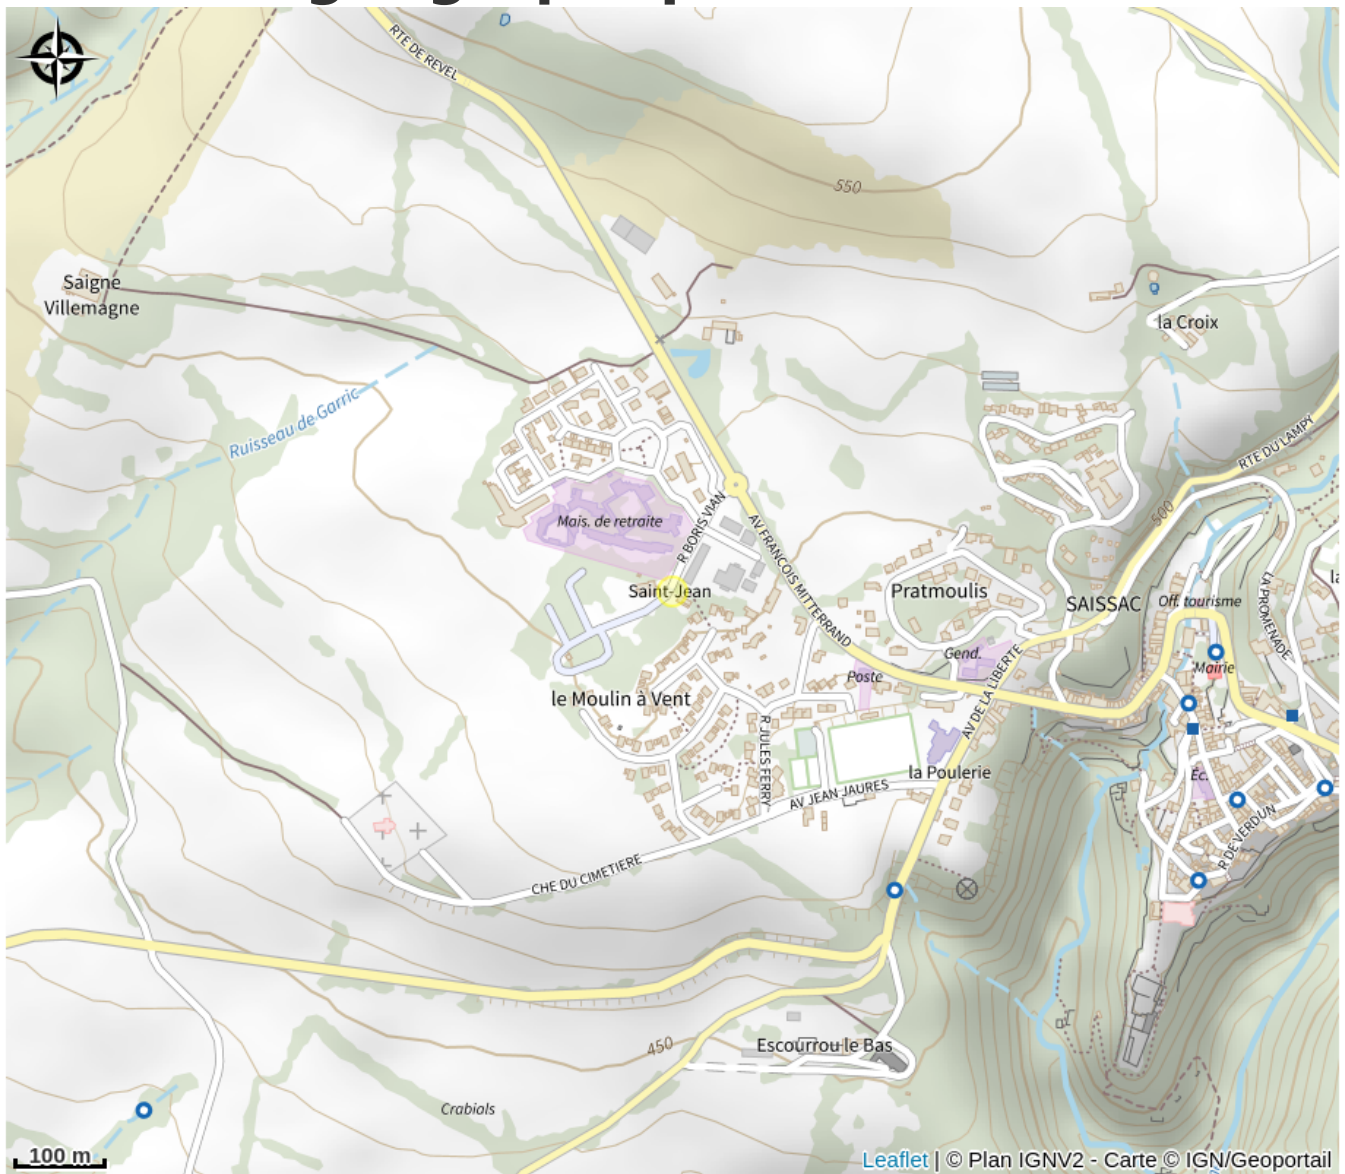 RTE DE REVEL
550
Saigne
Villemagne
la Croix
Ruisseau de Garric
RTE DU LAMPY
500
Mais. de retraite
R BORIS VIAN
AV FRANCOIS MITTERRAND
Saint-Jean
Pratmoulis
SAISSAC
Off. tourisme
LA PROMENADE
la
Gend.
Mairie
Poste
AV DE LA LIBERTE
le Moulin à Vent
R JULES FERRY
la Poulerie
Éc.
AV JEAN JAURES
R DE VERDUN
CHE DU CIMETIERE
450
Escourrou le Bas
Crabiols
100 m
Leaflet | © Plan IGNV2 - Carte © IGN/Geoportail